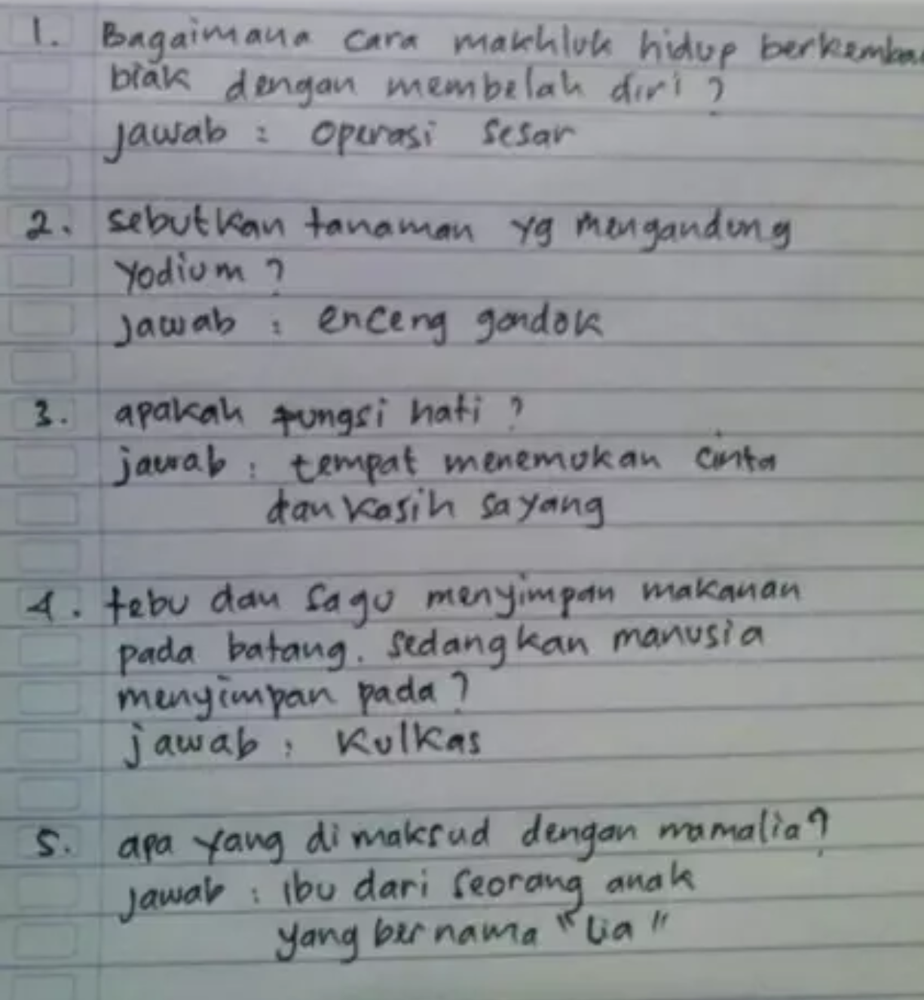 1. Bagaimana cara makhluk hidup berkemba
biak dengan membelah diri ?
jawab : operasi sesar
2. sebutkan tanaman yg mengandung
yodium ?
jawab : enceng gondok
3. apakah fungsi hati ?
jawab : tempat menemukan cinta
dan kasih sayang
4. tebu dan sagu menyimpan makanan
pada batang. sedangkan manusia
menyimpan pada ?
jawab : kulkas
5. apa yang di maksud dengan mamalia ?
jawab : ibu dari seorang anak
yang bernama "Lia"